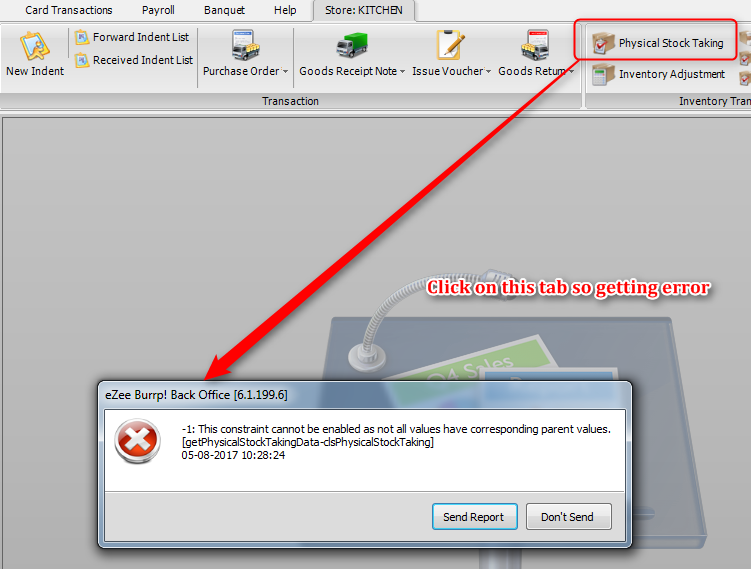 Card Transactions Payroll Banquet Help Store: KITCHEN
New Indent
Forward Indent List
Received Indent List
Purchase Order
Goods Receipt Note
Issue Voucher
Goods Return
Physical Stock Taking
Inventory Adjustment
Transaction
Inventory Tran
Click on this tab so getting error
Q4 Sales
eZee Burrp! Back Office [6.1.199.6]
-1: This constraint cannot be enabled as not all values have corresponding parent values.
[getPhysicalStockTakingData-clsPhysicalStockTaking]
05-08-2017 10:28:24
Send Report Don't Send